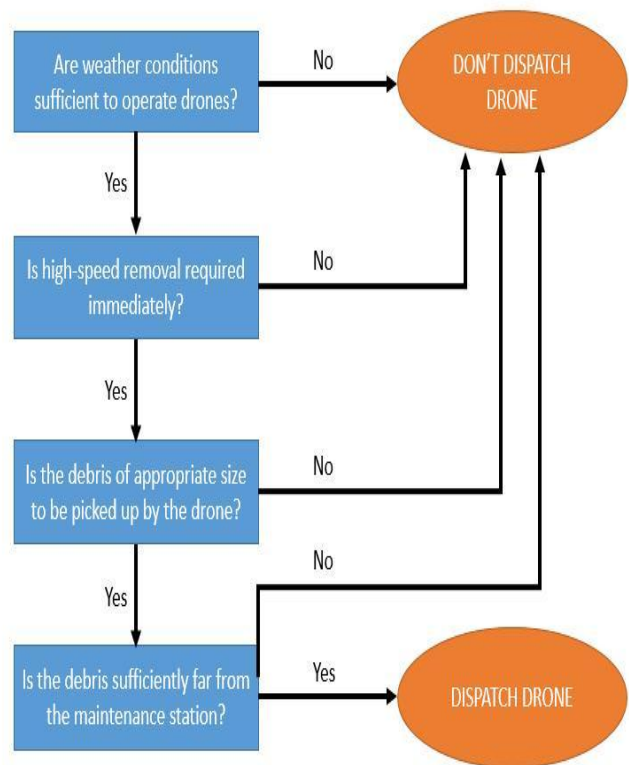 Are weather conditions
sufficient to operate drones?
No
DON'T DISPATCH
DRONE
Yes
Is high-speed removal required
immediately?
No
Yes
Is the debris of appropriate size
to be picked up by the drone?
No
Yes
No
Is the debris sufficiently far from
the maintenance station?
Yes
DISPATCH DRONE